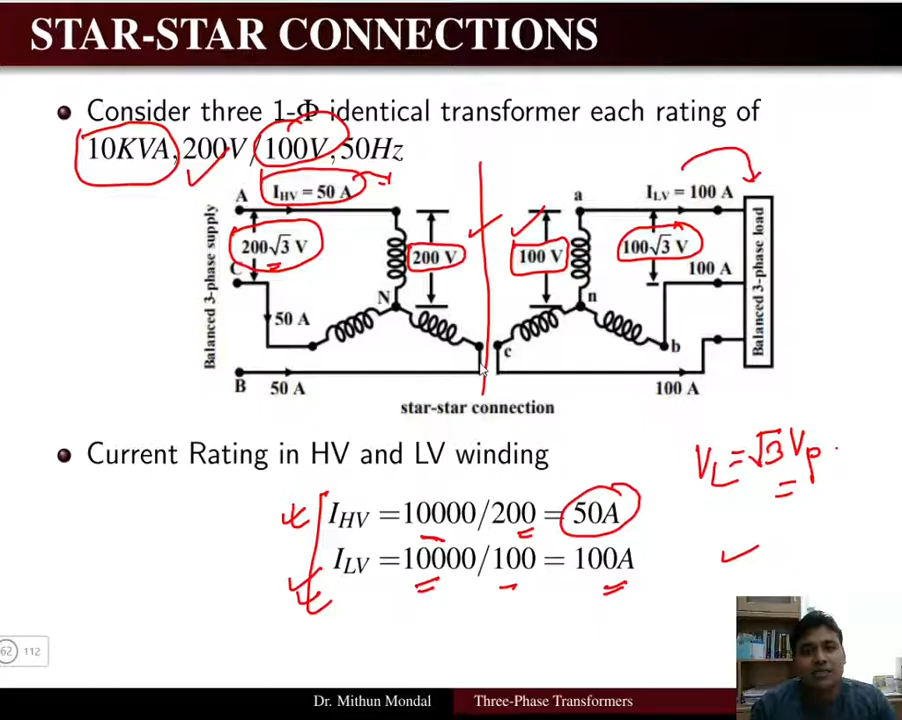 STAR-STAR CONNECTIONS
Consider three 1-Φ identical transformer each rating of
10KVA, 200V/100V, 50Hz
A
I_HV = 50 A
Balanced 3-phase supply
200√3 V
C
50 A
B
50 A
200 V
N
a
I_LV = 100 A
100 V
100√3 V
100 A
n
c
b
100 A
Balanced 3-phase load
star-star connection
Current Rating in HV and LV winding
V_L = √3 V_p
I_HV = 10000/200 = 50A
I_LV = 10000/100 = 100A
62 112
Dr. Mithun Mondal Three-Phase Transformers